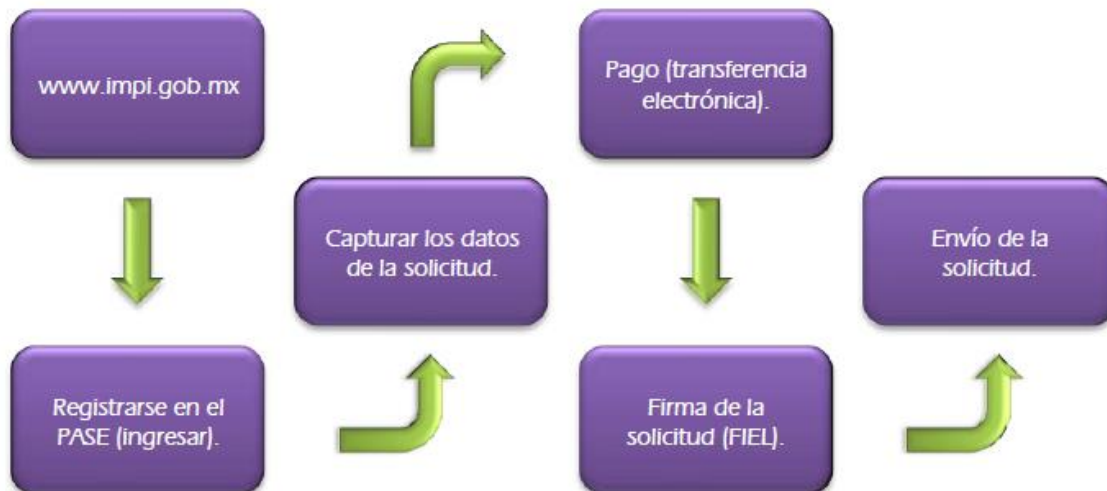 www.impi.gob.mx
Registrarse en el
PASE (ingresar).
Capturar los datos
de la solicitud.
Pago (transferencia
electrónica).
Firma de la
solicitud (FIEL).
Envío de la
solicitud.